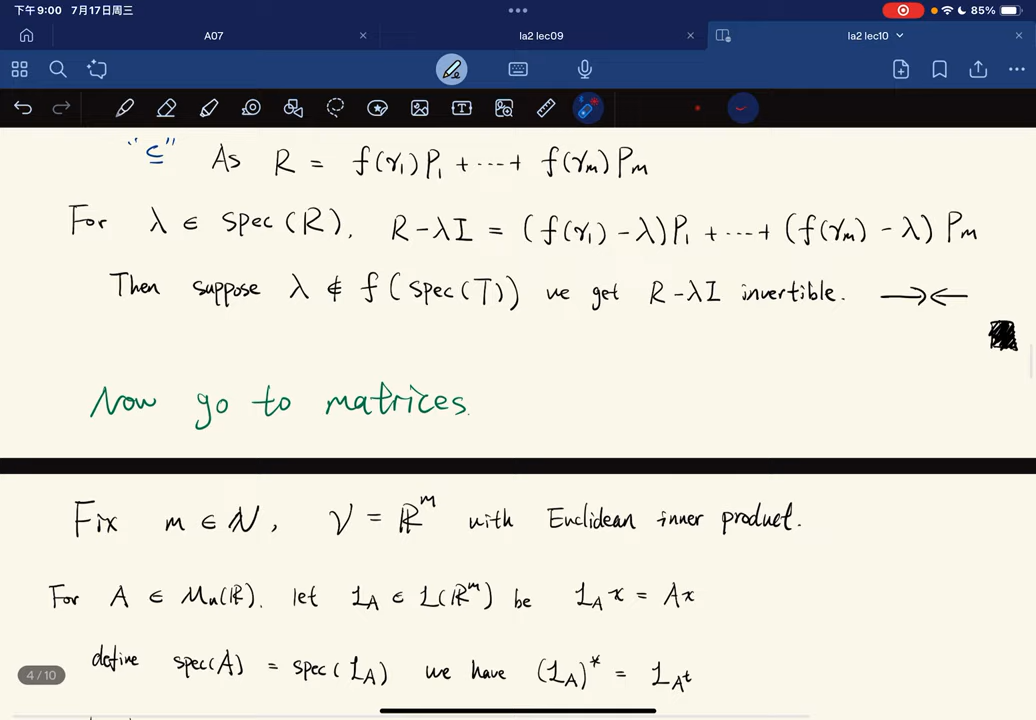 下午9:00 7月17日周三
85%
A07
la2 lec09
la2 lec10
"⊆" As R = f(γ₁)P₁ + ⋯ + f(γₘ)Pₘ
For λ ∈ spec(R), R-λI = (f(γ₁) - λ)P₁ + ⋯ + (f(γₘ) - λ) Pₘ
Then suppose λ ∉ f(spec(T)) we get R-λI invertible. →←
Now go to matrices.
Fix m ∈ ℕ, V = ℝᵐ with Euclidean inner product.
For A ∈ Mn(ℝ), let L_A ∈ L(ℝᵐ) be L_A x = Ax
define spec(A) = spec(L_A) we have (L_A)* = L_Aᵗ
4/10